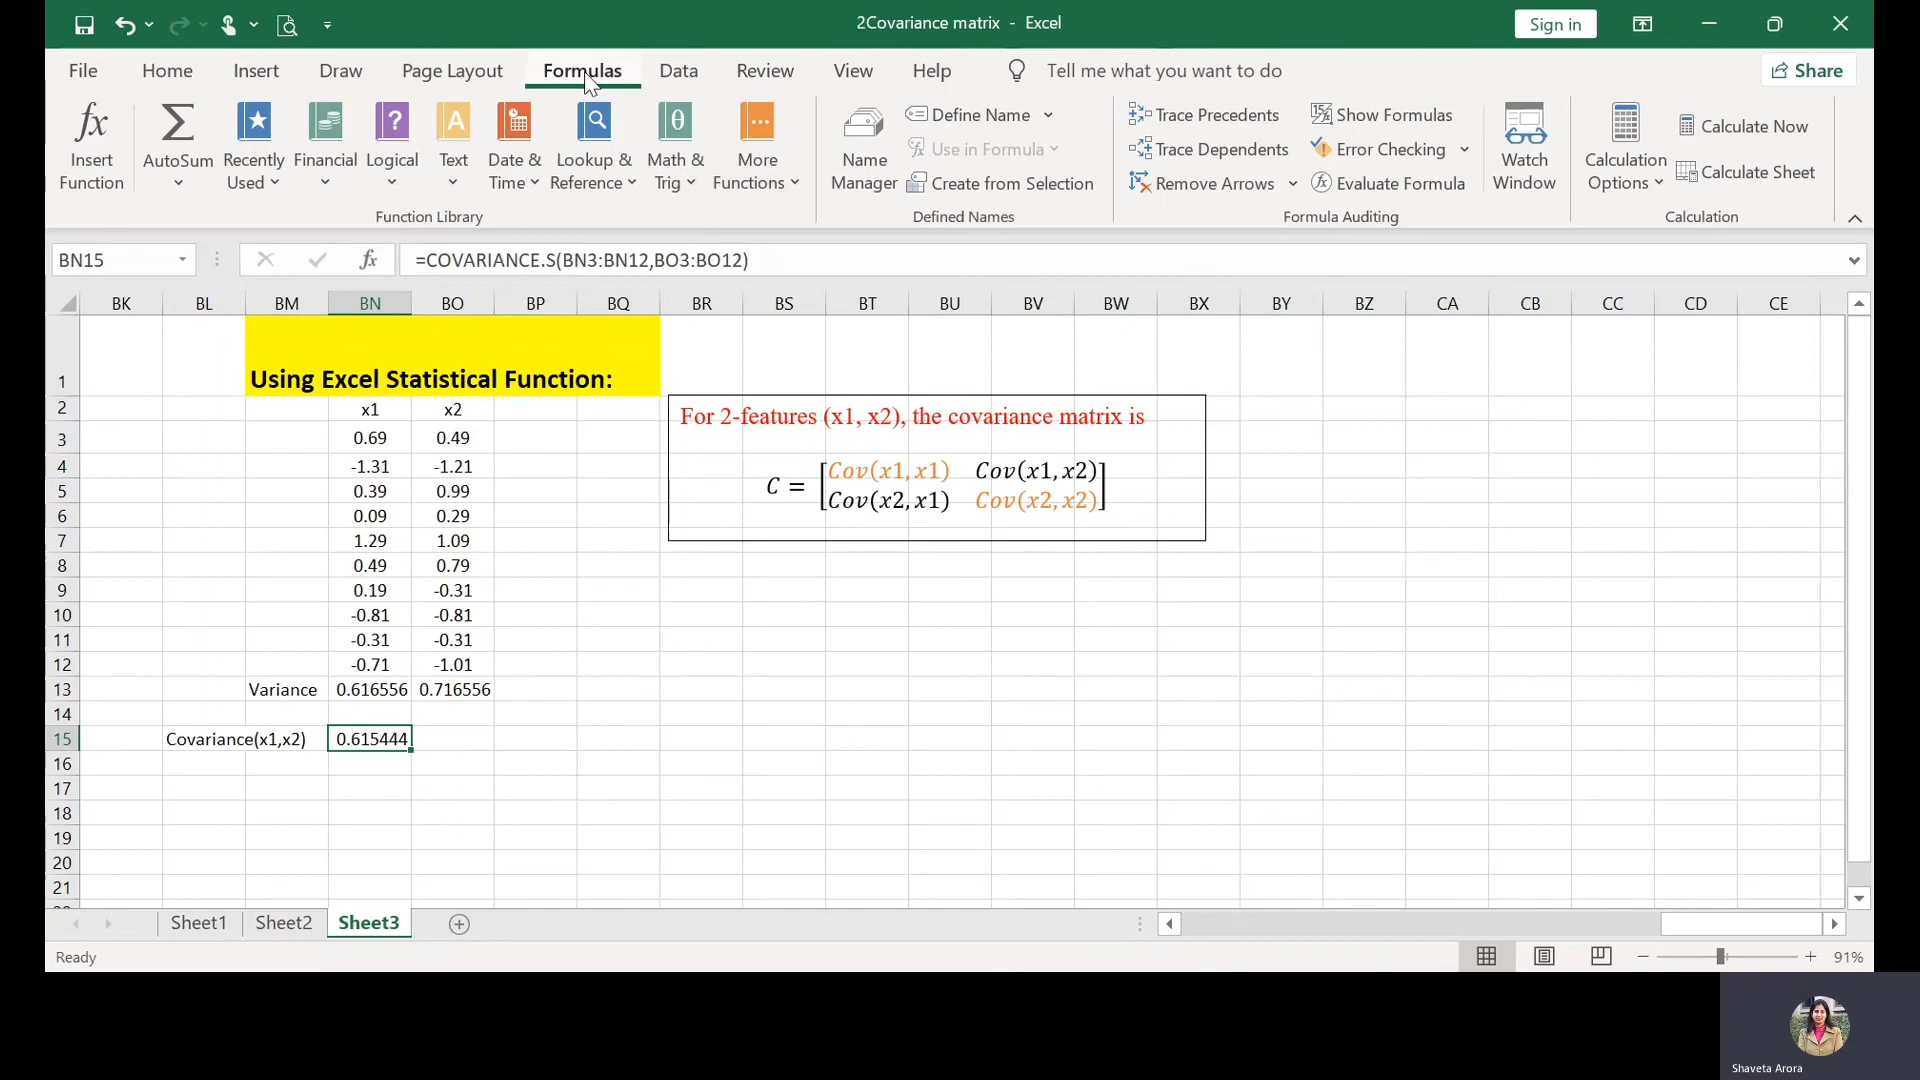 2Covariance matrix - Excel
Sign in
File Home Insert Draw Page Layout Formulas Data Review View Help Tell me what you want to do Share
Insert Function
AutoSum
Recently Used
Financial
Logical
Text
Date & Time
Lookup & Reference
Math & Trig
More Functions
Function Library
Name Manager
Define Name
Use in Formula
Create from Selection
Defined Names
Trace Precedents
Trace Dependents
Remove Arrows
Show Formulas
Error Checking
Evaluate Formula
Formula Auditing
Watch Window
Calculation Options
Calculate Now
Calculate Sheet
Calculation
BN15 fx =COVARIANCE.S(BN3:BN12,BO3:BO12)
BK BL BM BN BO BP BQ BR BS BT BU BV BW BX BY BZ CA CB CC CD CE
1 Using Excel Statistical Function:
2 x1 x2
3 0.69 0.49
4 -1.31 -1.21
5 0.39 0.99
6 0.09 0.29
7 1.29 1.09
8 0.49 0.79
9 0.19 -0.31
10 -0.81 -0.81
11 -0.31 -0.31
12 -0.71 -1.01
13 Variance 0.616556 0.716556
14
15 Covariance(x1,x2) 0.615444
16
17
18
19
20
21
For 2-features (x1, x2), the covariance matrix is
C = [Cov(x1,x1) Cov(x1,x2)
Cov(x2,x1) Cov(x2,x2)]
Sheet1 Sheet2 Sheet3
Ready 91%
Shaveta Arora